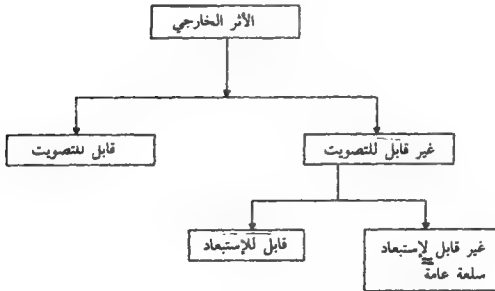 الأثر الخارجي
غير قابل للتصويت
قابل للتصويت
غير قابل لإستبعاد
سلعة عامة
قابل للإستبعاد